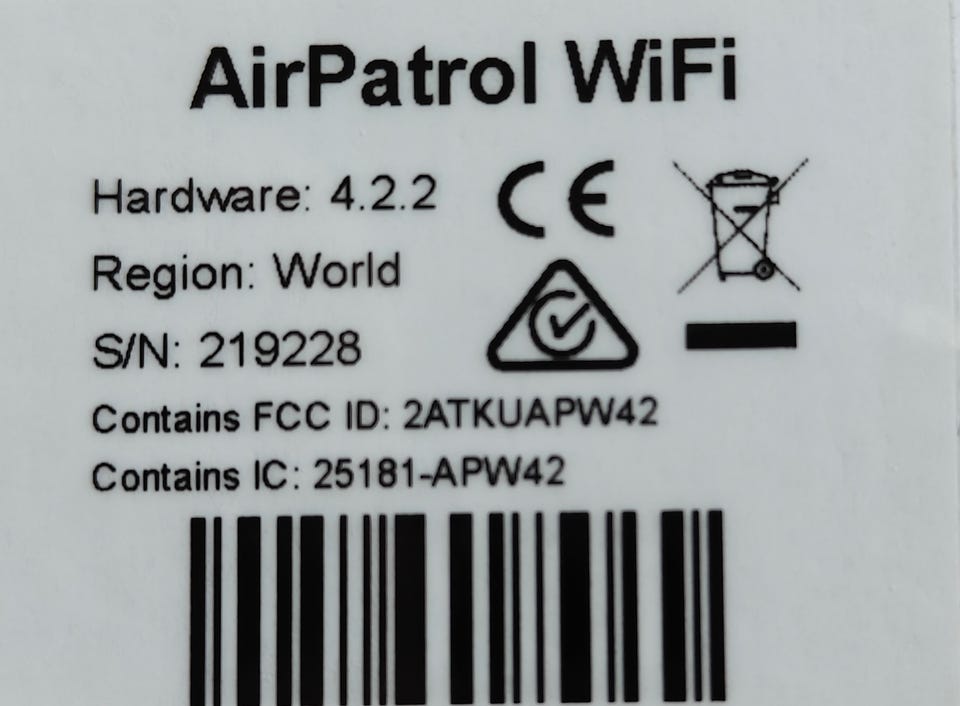 AirPatrol WiFi
Hardware: 4.2.2
Region: World
S/N: 219228
Contains FCC ID: 2ATKUAPW42
Contains IC: 25181-APW42